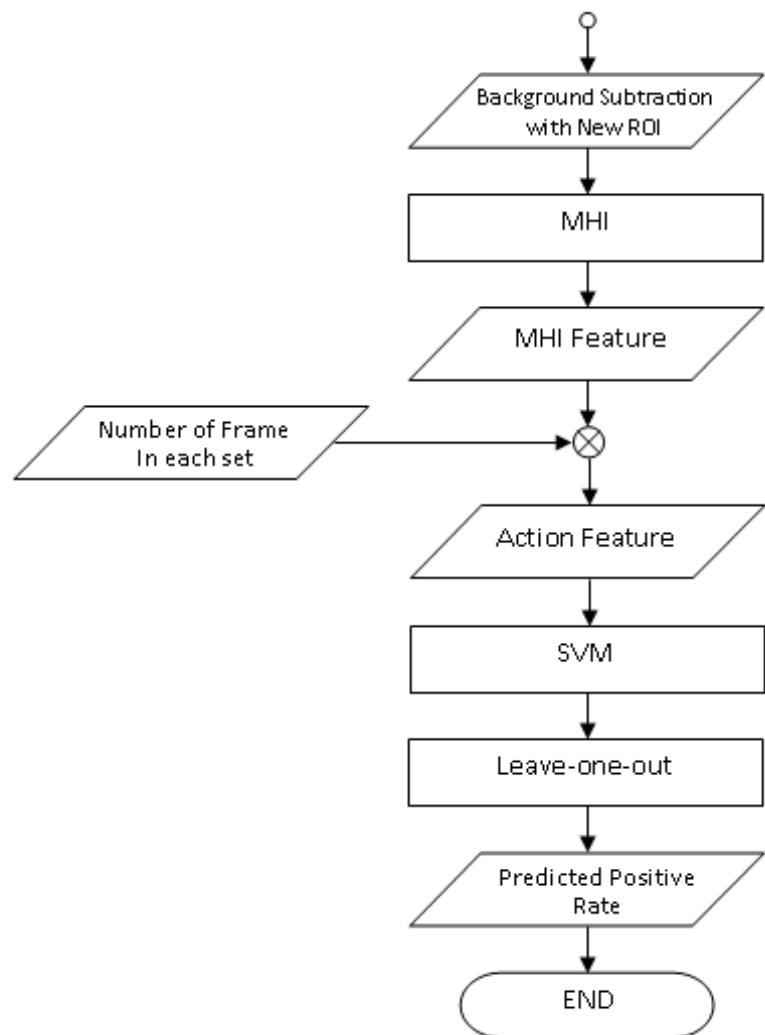 Background Subtraction
with New ROI
MHI
MHI Feature
Number of Frame
In each set
Action Feature
SVM
Leave-one-out
Predicted Positive
Rate
END